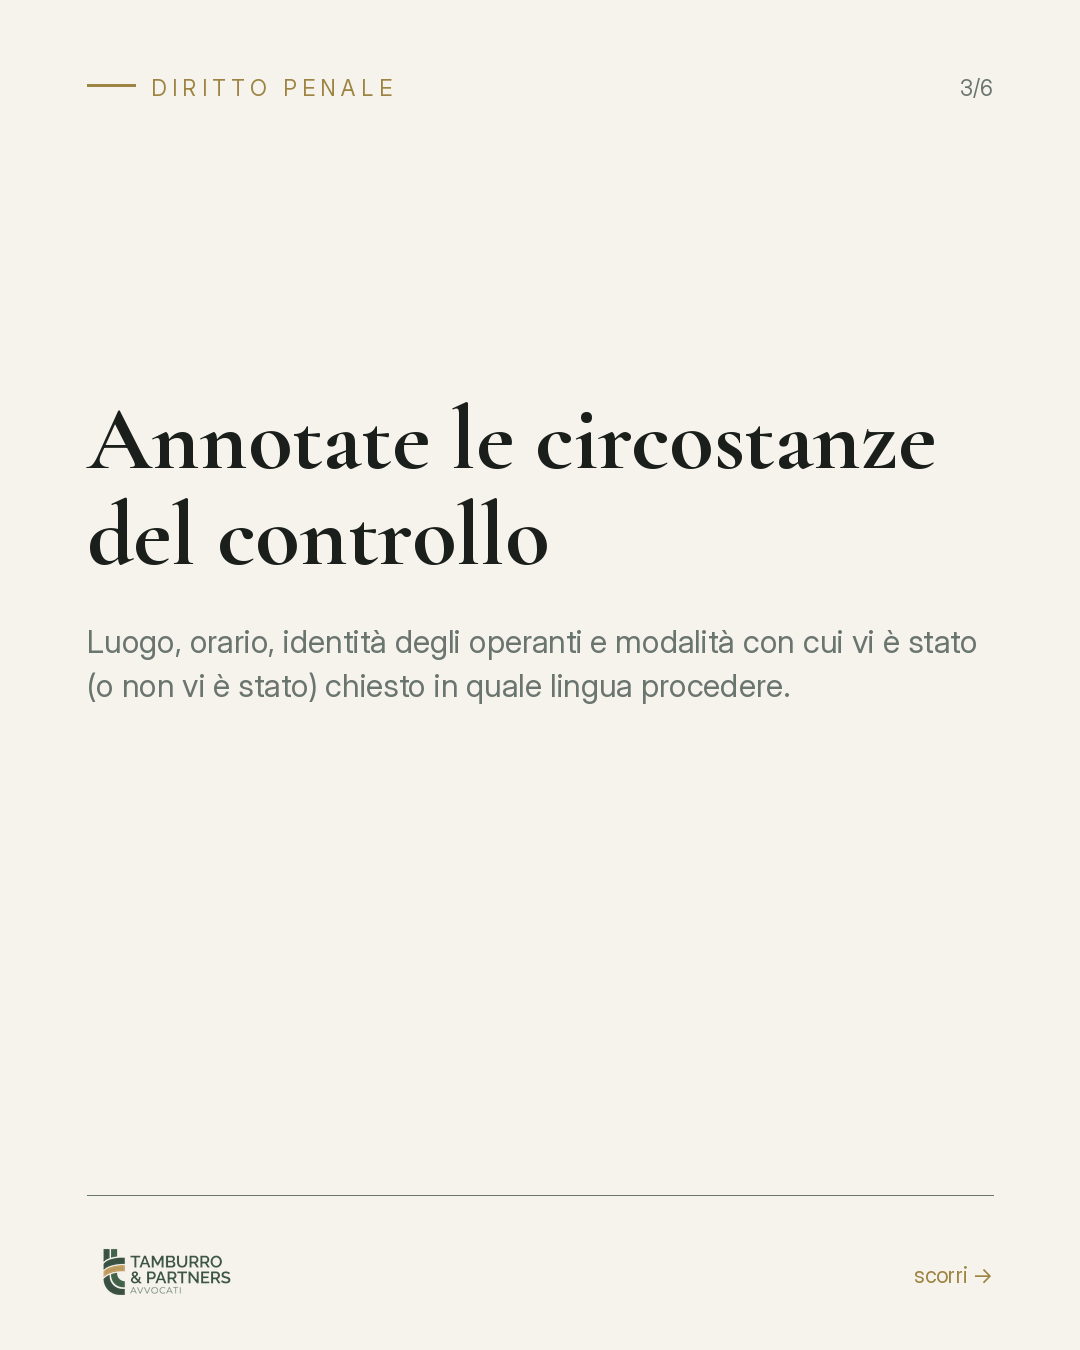 DIRITTO PENALE
3/6
Annotate le circostanze
del controllo
Luogo, orario, identità degli operanti e modalità con cui vi è stato
(o non vi è stato) chiesto in quale lingua procedere.
TAMBURRO
& PARTNERS
AVVOCATI
scorri →